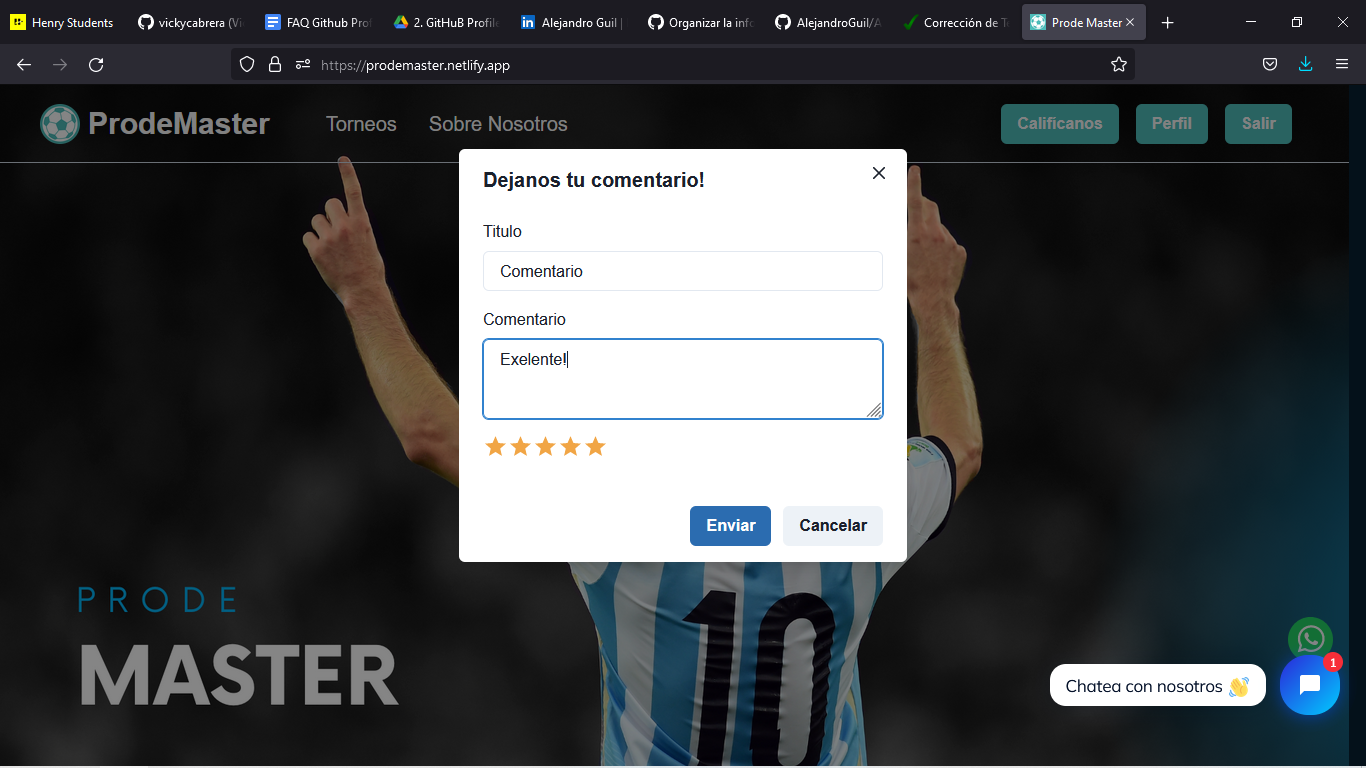 Henry Students
vickycabrera (Vi
FAQ Github Prof
2. GitHuB Profile
Alejandro Guil |
Organizar la info
AlejandroGuil/A
Corrección de Te
Prode Master
https://prodemaster.netlify.app
ProdeMaster
Torneos
Sobre Nosotros
Calificanos
Perfil
Salir
Dejanos tu comentario!
Titulo
Comentario
Comentario
Exelente!
Enviar
Cancelar
PRODE
MASTER
10
Chatea con nosotros 👋
1